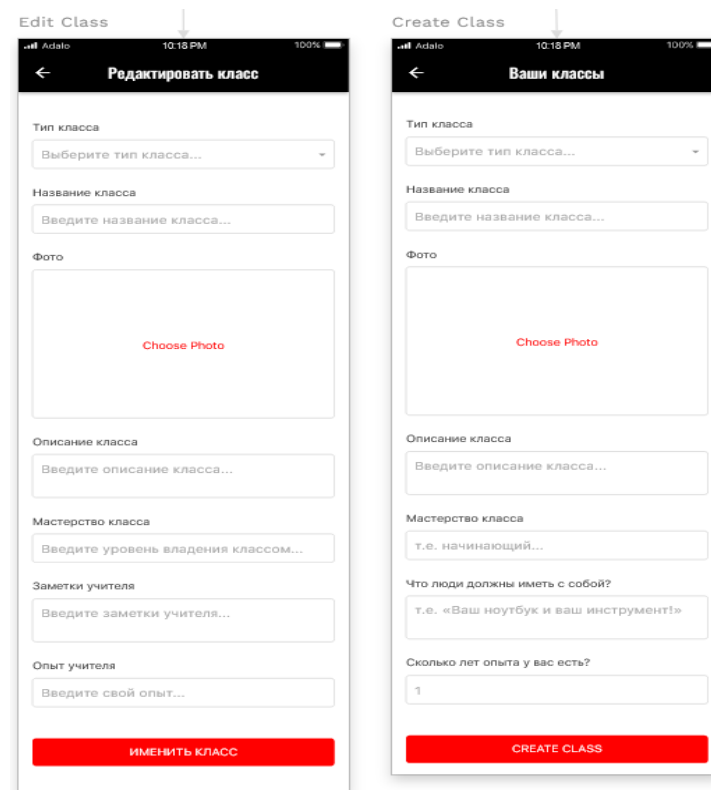 Edit Class
Adalo 10:18 PM 100%
Редактировать класс
Тип класса
Выберите тип класса...
Название класса
Введите название класса...
Фото
Choose Photo
Описание класса
Введите описание класса...
Мастерство класса
Введите уровень владения классом...
Заметки учителя
Введите заметки учителя...
Опыт учителя
Введите свой опыт...
ИМЕНИТЬ КЛАСС
Create Class
Adalo 10:18 PM 100%
Ваши классы
Тип класса
Выберите тип класса...
Название класса
Введите название класса...
Фото
Choose Photo
Описание класса
Введите описание класса...
Мастерство класса
т.е. начинающий...
Что люди должны иметь с собой?
т.е. «Ваш ноутбук и ваш инструмент!»
Сколько лет опыта у вас есть?
1
CREATE CLASS